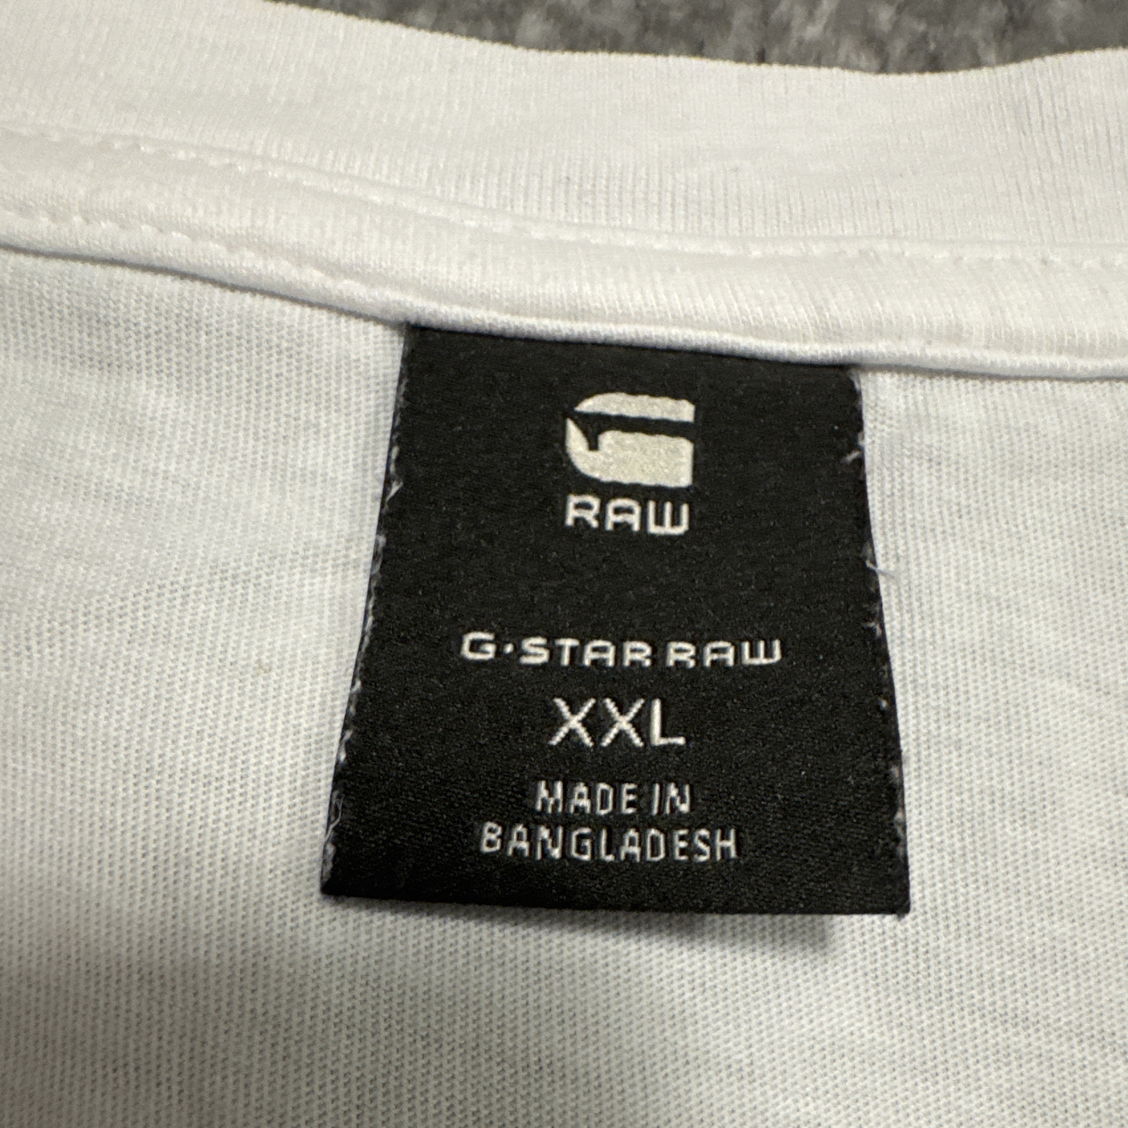 G
RAW
G·STAR RAW
XXL
MADE IN
BANGLADESH